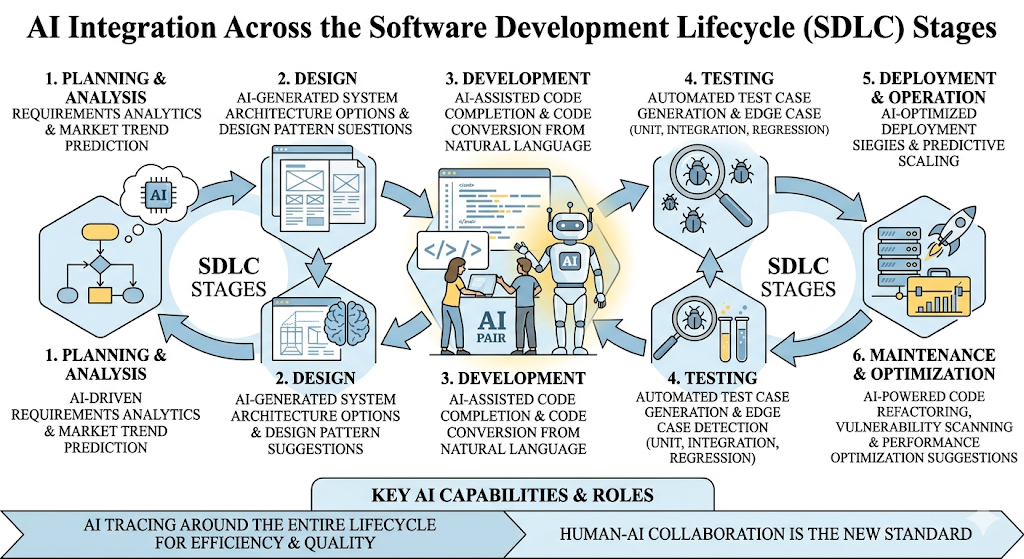 AI Integration Across the Software Development Lifecycle (SDLC) Stages
1. PLANNING &
ANALYSIS
REQUIREMENTS ANALYTICS
& MARKET TREND
PREDICTION
2. DESIGN
AI-GENERATED SYSTEM
ARCHITECTURE OPTIONS &
DESIGN PATTERN SUESTIONS
3. DEVELOPMENT
AI-ASSISTED CODE
COMPLETION & CODE
CONVERSION FROM
NATURAL LANGUAGE
4. TESTING
AUTOMATED TEST CASE
GENERATION & EDGE CASE
(UNIT, INTEGRATION, REGRESSION)
5. DEPLOYMENT
& OPERATION
AI-OPTIMIZED
DEPLOYMENT
SIEGIES & PREDICTIVE
SCALING
AI
SDLC
STAGES
</>
AI
AI
PAIR
SDLC
STAGES
1. PLANNING &
ANALYSIS
AI-DRIVEN
REQUIREMENTS ANALYTICS
& MARKET TREND
PREDICTION
2. DESIGN
AI-GENERATED SYSTEM
ARCHITECTURE OPTIONS
& DESIGN PATTERN
SUGGESTIONS
3. DEVELOPMENT
AI-ASSISTED CODE
COMPLETION & CODE
CONVERSION FROM
NATURAL LANGUAGE
4. TESTING
AUTOMATED TEST CASE
GENERATION & EDGE
CASE DETECTION
(UNIT, INTEGRATION,
REGRESSION)
6. MAINTENANCE
& OPTIMIZATION
AI-POWERED CODE
REFACTORING,
VULNERABILITY SCANNING
& PERFORMANCE
OPTIMIZATION SUGGESTIONS
KEY AI CAPABILITIES & ROLES
AI TRACING AROUND THE ENTIRE LIFECYCLE
FOR EFFICIENCY & QUALITY
HUMAN-AI COLLABORATION IS THE NEW STANDARD